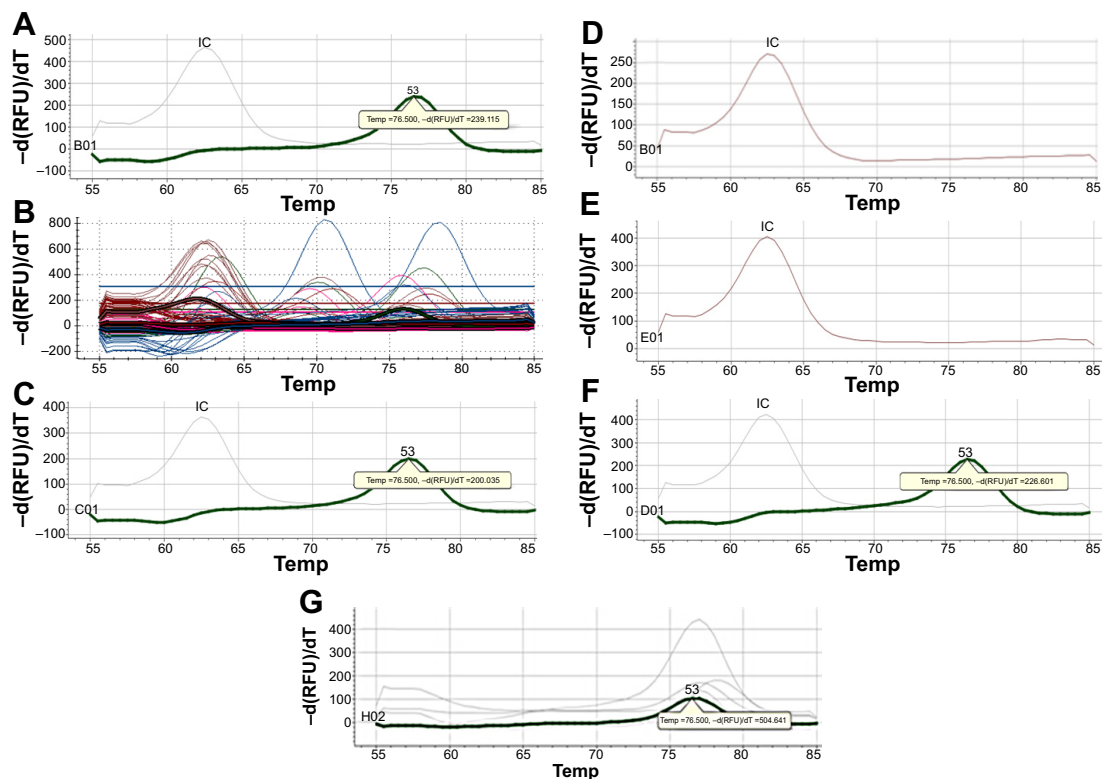 A
–d(RFU)/dT
500
400
300
200
100
0
–100
IC
53
Temp =76.500, –d(RFU)/dT =239.115
B01
55
60
65
70
75
80
85
Temp
B
–d(RFU)/dT
800
600
400
200
0
–200
55
60
65
70
75
80
85
Temp
C
–d(RFU)/dT
400
300
200
100
0
–100
IC
53
Temp =76.500, –d(RFU)/dT =200.035
C01
55
60
65
70
75
80
85
Temp
D
–d(RFU)/dT
250
200
150
100
50
0
IC
B01
55
60
65
70
75
80
85
Temp
E
–d(RFU)/dT
400
300
200
100
0
IC
E01
55
60
65
70
75
80
85
Temp
F
–d(RFU)/dT
400
300
200
100
0
–100
IC
53
Temp =76.500, –d(RFU)/dT =226.601
D01
55
60
65
70
75
80
85
Temp
G
–d(RFU)/dT
400
300
200
100
0
53
Temp =76.500, –d(RFU)/dT =504.641
H02
55
60
65
70
75
80
85
Temp